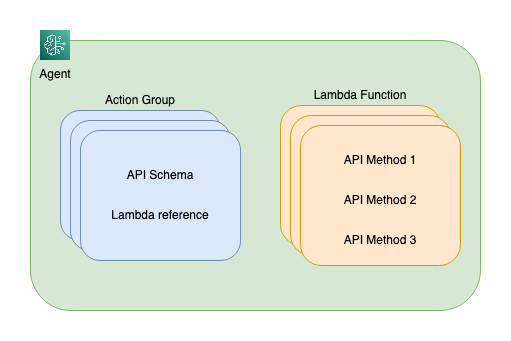 Agent
Action Group
API Schema
Lambda reference
Lambda Function
API Method 1
API Method 2
API Method 3